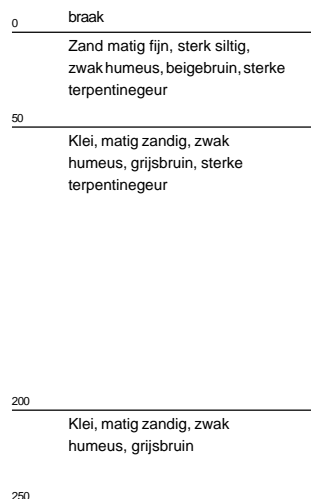 braak
0
Zand matig fijn, sterk siltig,
zwak humeus, beigebruin, sterke
terpentinegeur
50
Klei, matig zandig, zwak
humeus, grijsbruin, sterke
terpentinegeur
200
Klei, matig zandig, zwak
humeus, grijsbruin
250